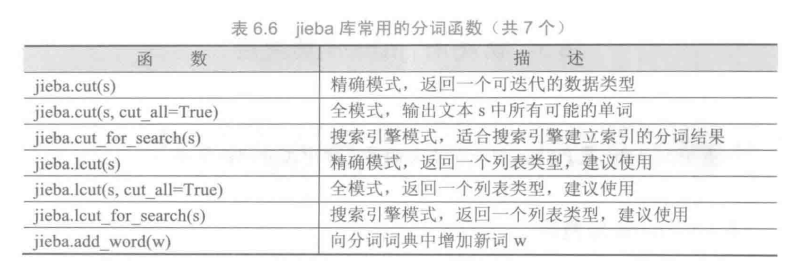 表 6.6 jieba 库常用的分词函数（共 7 个）
函 数 描 述
jieba.cut(s) 精确模式，返回一个可迭代的数据类型
jieba.cut(s, cut_all=True) 全模式，输出文本 s 中所有可能的单词
jieba.cut_for_search(s) 搜索引擎模式，适合搜索引擎建立索引的分词结果
jieba.lcut(s) 精确模式，返回一个列表类型，建议使用
jieba.lcut(s, cut_all=True) 全模式，返回一个列表类型，建议使用
jieba.lcut_for_search(s) 搜索引擎模式，返回一个列表类型，建议使用
jieba.add_word(w) 向分词词典中增加新词 w